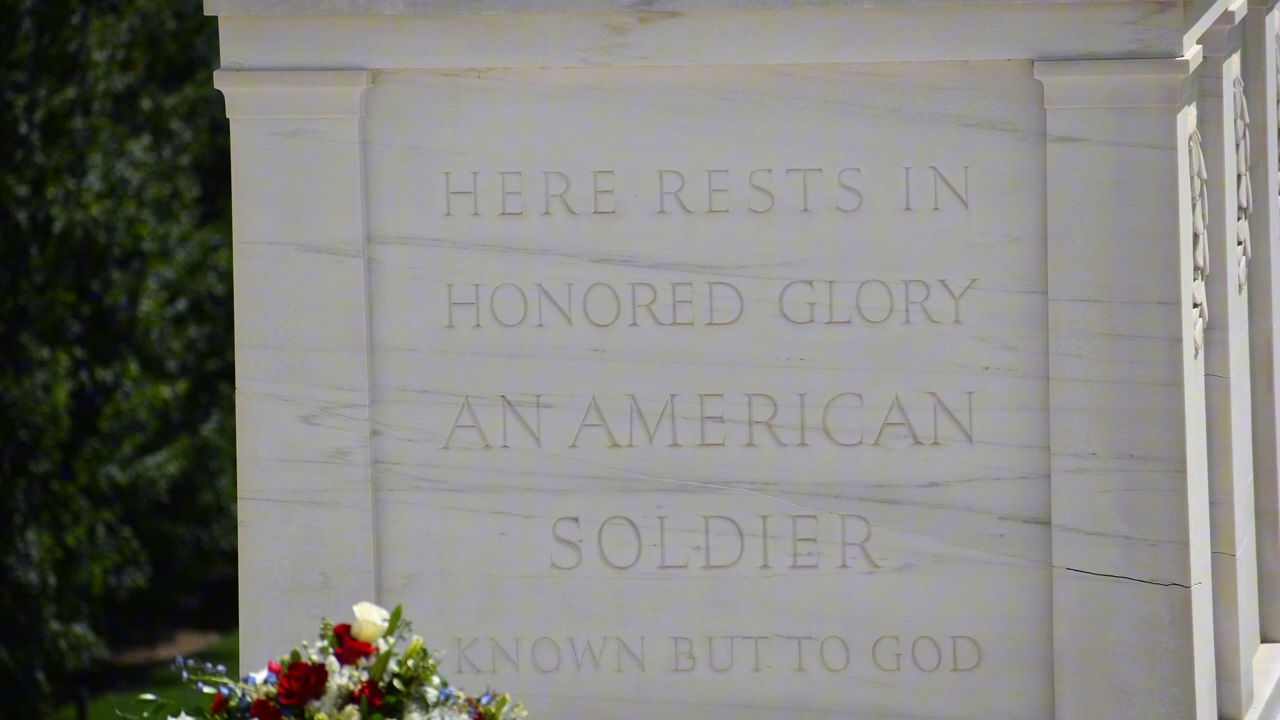 HERE RESTS IN
HONORED GLORY
AN AMERICAN
SOLDIER
KNOWN BUT TO GOD